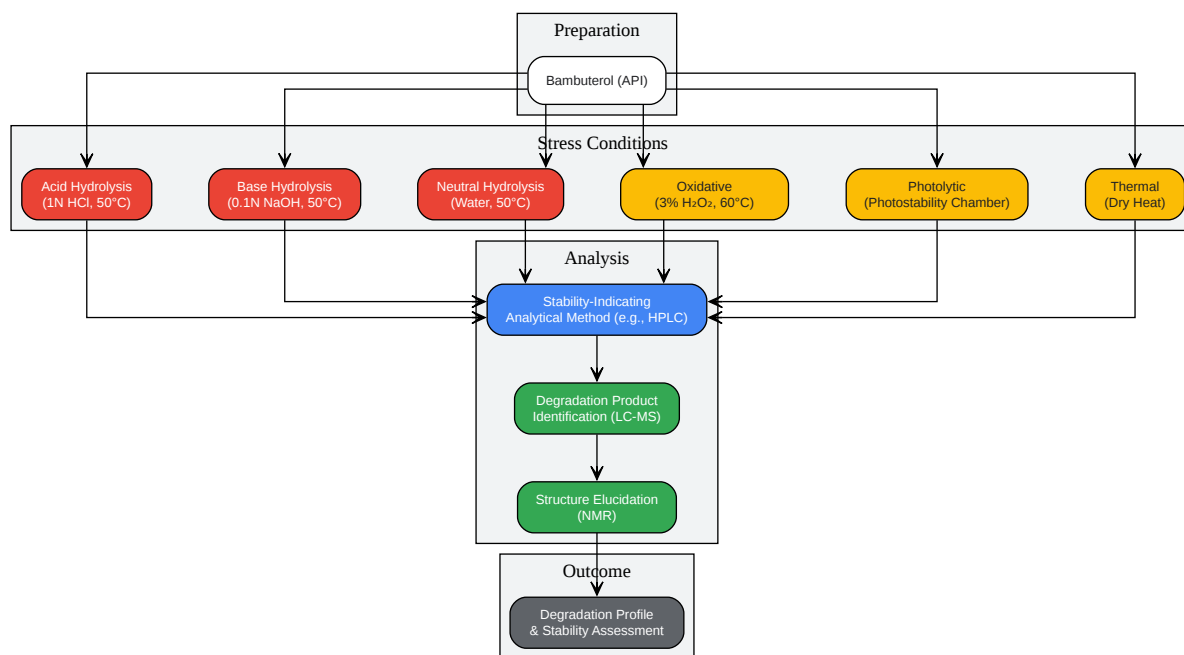 Preparation
Bambuterol (API)
Stress Conditions
Acid Hydrolysis
(1N HCl, 50°C)
Base Hydrolysis
(0.1N NaOH, 50°C)
Neutral Hydrolysis
(Water, 50°C)
Oxidative
(3% H₂O₂, 60°C)
Photolytic
(Photostability Chamber)
Thermal
(Dry Heat)
Analysis
Stability-Indicating
Analytical Method (e.g., HPLC)
Degradation Product
Identification (LC-MS)
Structure Elucidation
(NMR)
Outcome
Degradation Profile
& Stability Assessment